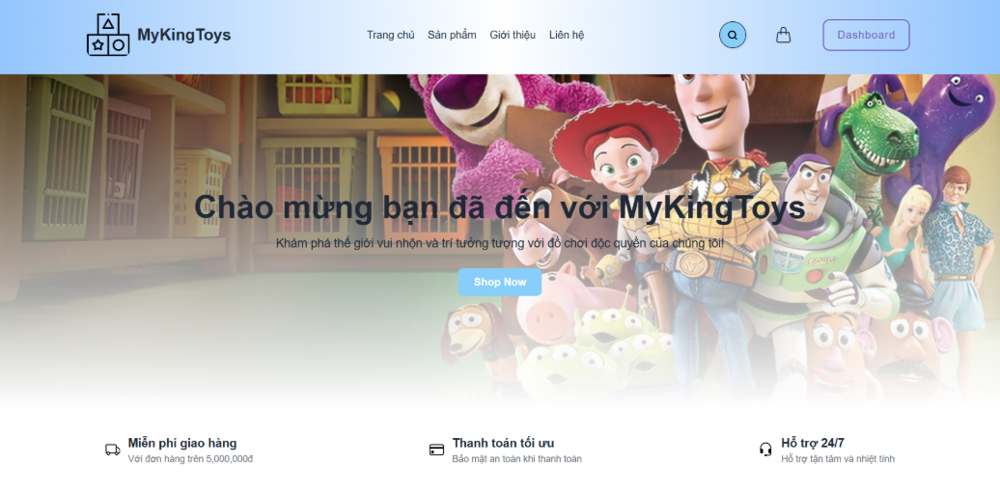 MyKingToys
Trang chủ Sản phẩm Giới thiệu Liên hệ
Dashboard
Chào mừng bạn đã đến với MyKingToys
Khám phá thế giới vui nhộn và trí tưởng tượng với đồ chơi độc quyền của chúng tôi!
Shop Now
Miễn phí giao hàng
Với đơn hàng trên 5,000,000đ
Thanh toán tối ưu
Bảo mật an toàn khi thanh toán
Hỗ trợ 24/7
Hỗ trợ tận tâm và nhiệt tình